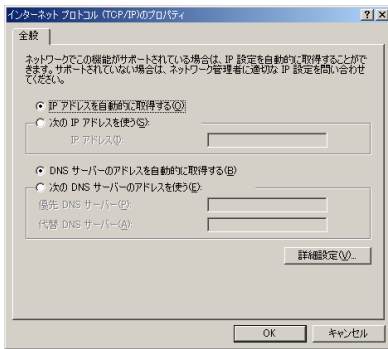 インターネット プロトコル (TCP/IP)のプロパティ
? ×
全般
ネットワークでこの機能がサポートされている場合は、IP 設定を自動的に取得することがで
きます。サポートされていない場合は、ネットワーク管理者に適切な IP 設定を問い合わせ
てください。
IP アドレスを自動的に取得する(O)
次の IP アドレスを使う(S):
IP アドレス(I):
DNS サーバーのアドレスを自動的に取得する(B)
次の DNS サーバーのアドレスを使う(E):
優先 DNS サーバー(P):
代替 DNS サーバー(A):
詳細設定(V)...
OK
キャンセル